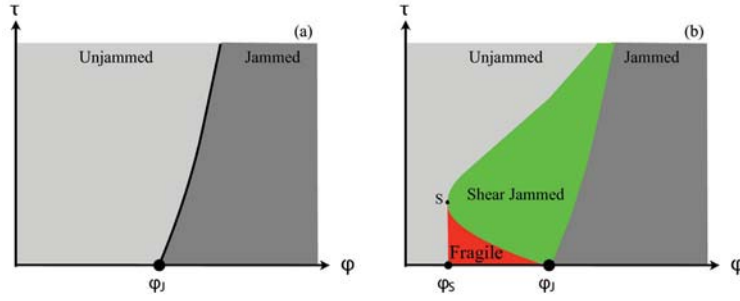 τ
(a)
Unjammed
Jammed
φJ
φ
τ
(b)
Unjammed
Jammed
S
Shear Jammed
Fragile
φS
φJ
φ